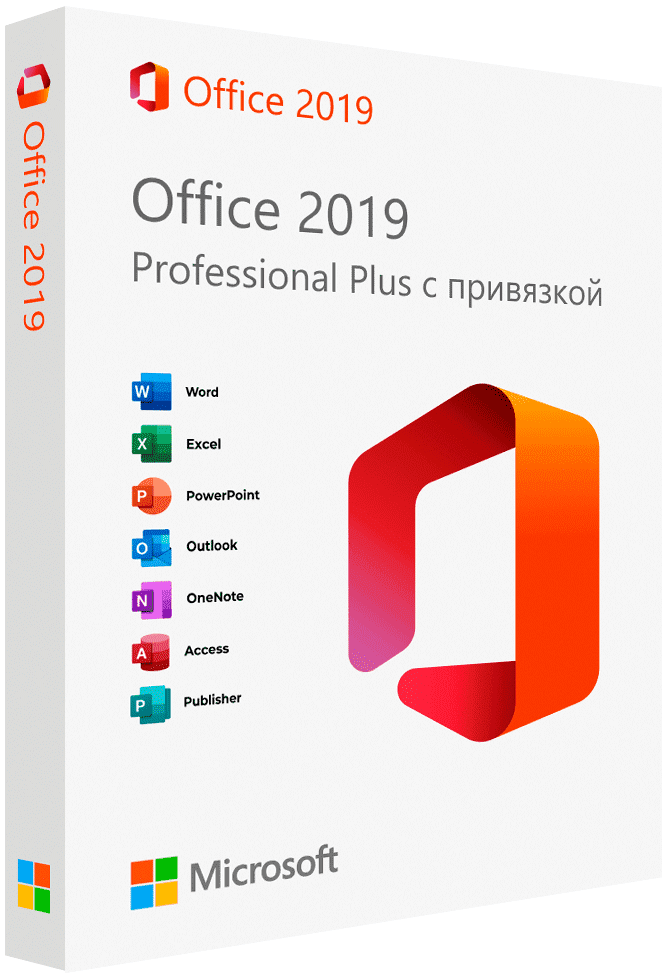 Office 2019
Office 2019
Office 2019
Professional Plus с привязкой
W Word
X Excel
P PowerPoint
O Outlook
N OneNote
A Access
P Publisher
Microsoft